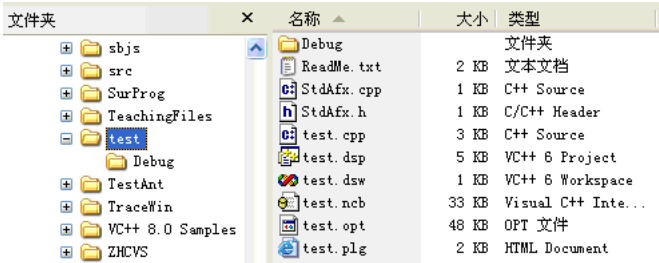 文件夹 ×
sbjs
src
SurProg
TeachingFiles
test
Debug
TestAnt
TraceWin
VC++ 8.0 Samples
ZHCVS
名称 大小 类型
Debug 文件夹
ReadMe.txt 2 KB 文本文档
StdAfx.cpp 1 KB C++ Source
StdAfx.h 1 KB C/C++ Header
test.cpp 3 KB C++ Source
test.dsp 5 KB VC++ 6 Project
test.dsw 1 KB VC++ 6 Workspace
test.ncb 33 KB Visual C++ Inte...
test.opt 48 KB OPT 文件
test.plg 2 KB HTML Document